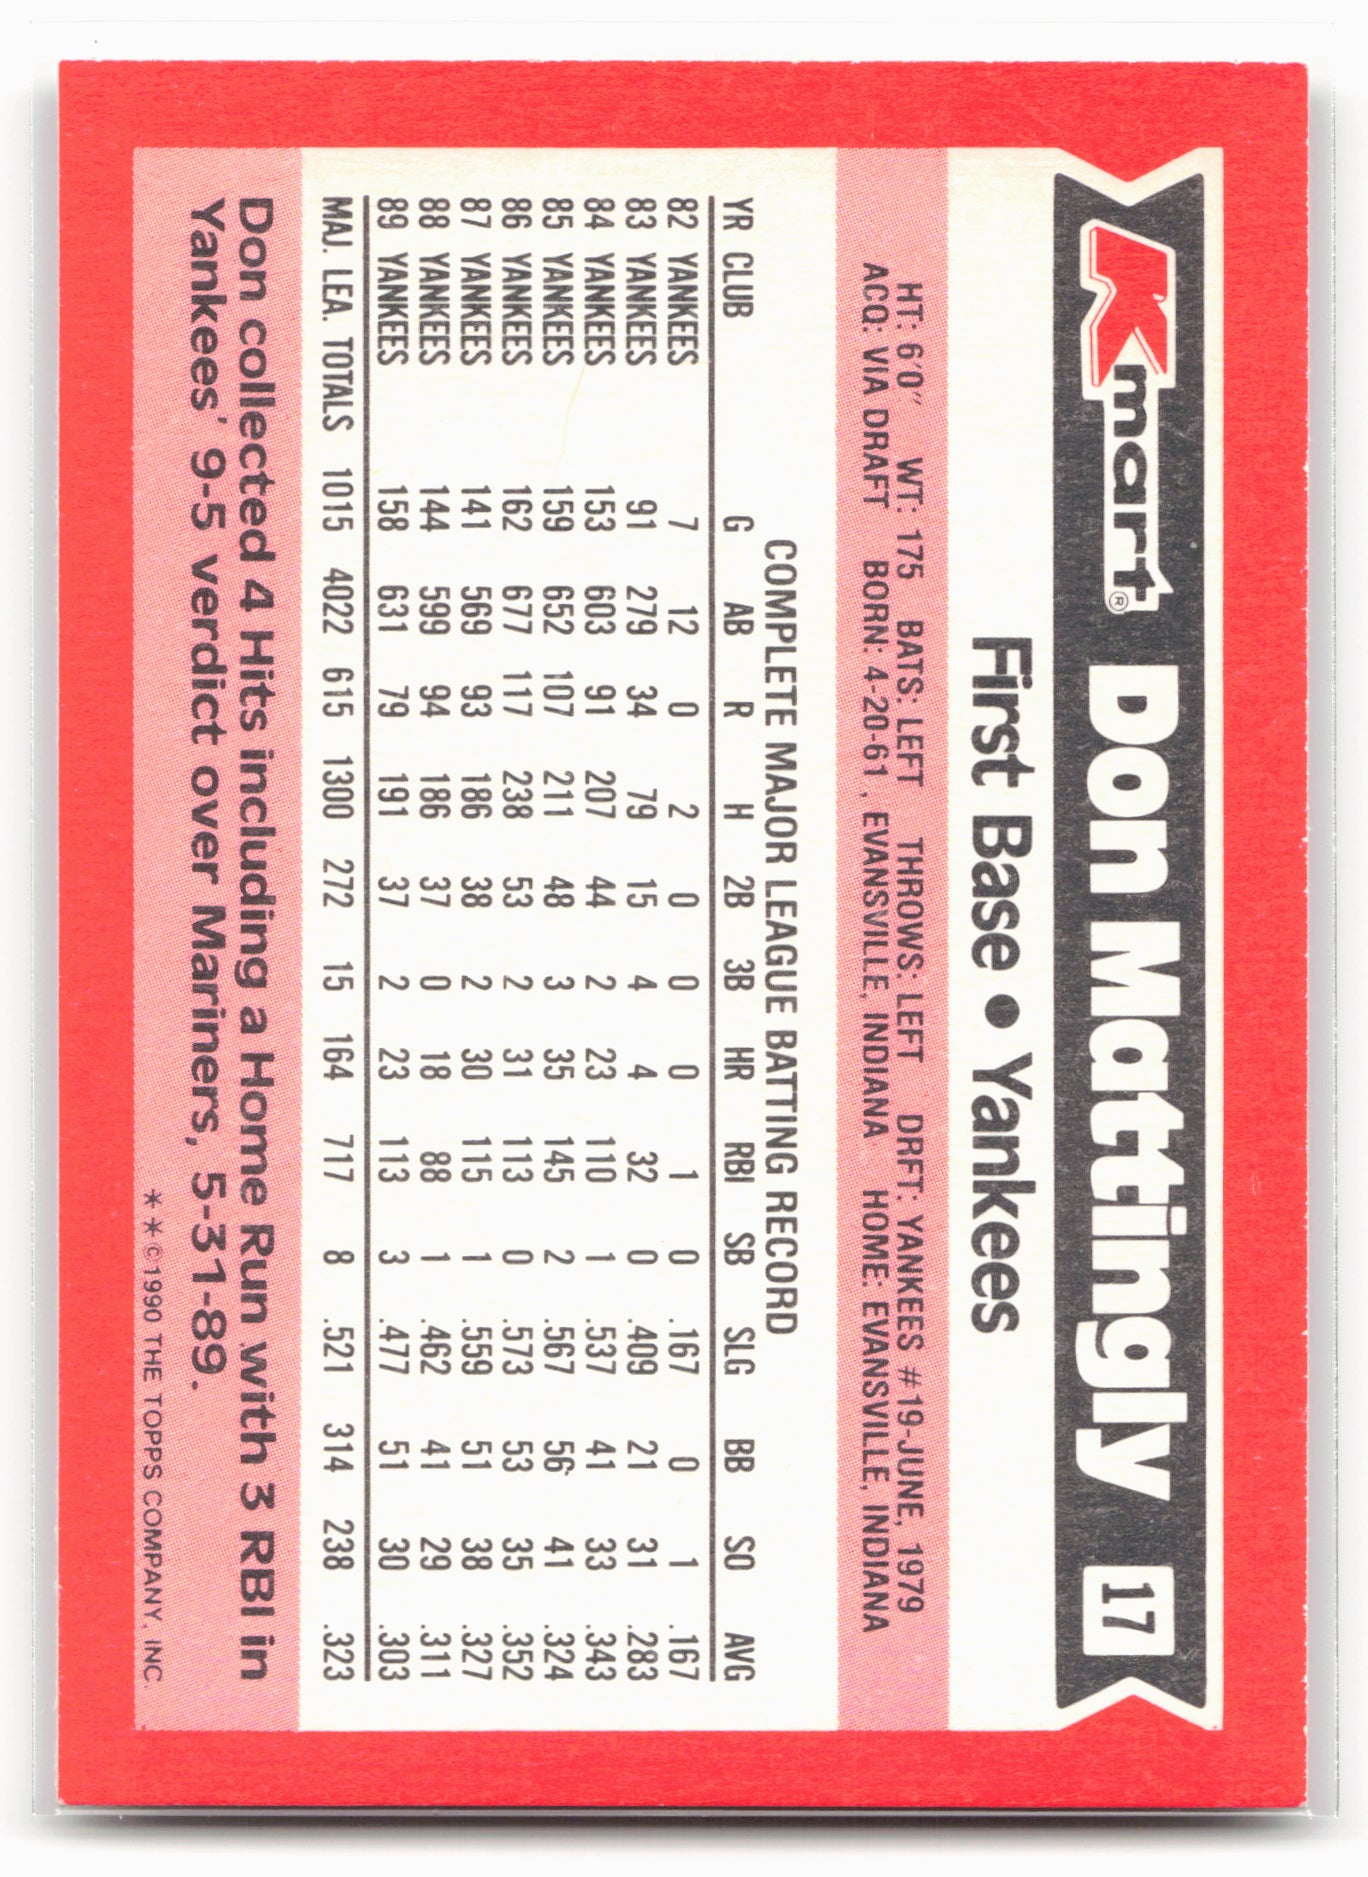 Kmart® Don Mattingly 17
First Base • Yankees
HT: 6'0" WT: 175 BATS: LEFT THROWS: LEFT DRFT: YANKEES #19-JUNE, 1979
ACQ: VIA DRAFT BORN: 4-20-61, EVANSVILLE, INDIANA HOME: EVANSVILLE, INDIANA
COMPLETE MAJOR LEAGUE BATTING RECORD
YR CLUB G AB R H 2B 3B HR RBI SB SLG BB SO AVG
82 YANKEES 7 12 0 2 0 0 0 1 0 .167 0 1 .167
83 YANKEES 91 279 34 79 15 4 4 32 0 .409 21 31 .283
84 YANKEES 153 603 91 207 44 2 23 110 1 .537 41 33 .343
85 YANKEES 159 652 107 211 48 3 35 145 2 .567 56 41 .324
86 YANKEES 162 677 117 238 53 2 31 113 0 .573 53 35 .352
87 YANKEES 141 569 93 186 38 2 30 115 1 .559 51 38 .327
88 YANKEES 144 599 94 186 37 0 18 88 1 .462 41 29 .311
89 YANKEES 158 631 79 191 37 2 23 113 3 .477 51 30 .303
MAJ. LEA. TOTALS 1015 4022 615 1300 272 15 164 717 8 .521 314 238 .323
Don collected 4 Hits including a Home Run with 3 RBI in
Yankees' 9-5 verdict over Mariners, 5-31-89.
**©1990 THE TOPPS COMPANY, INC.